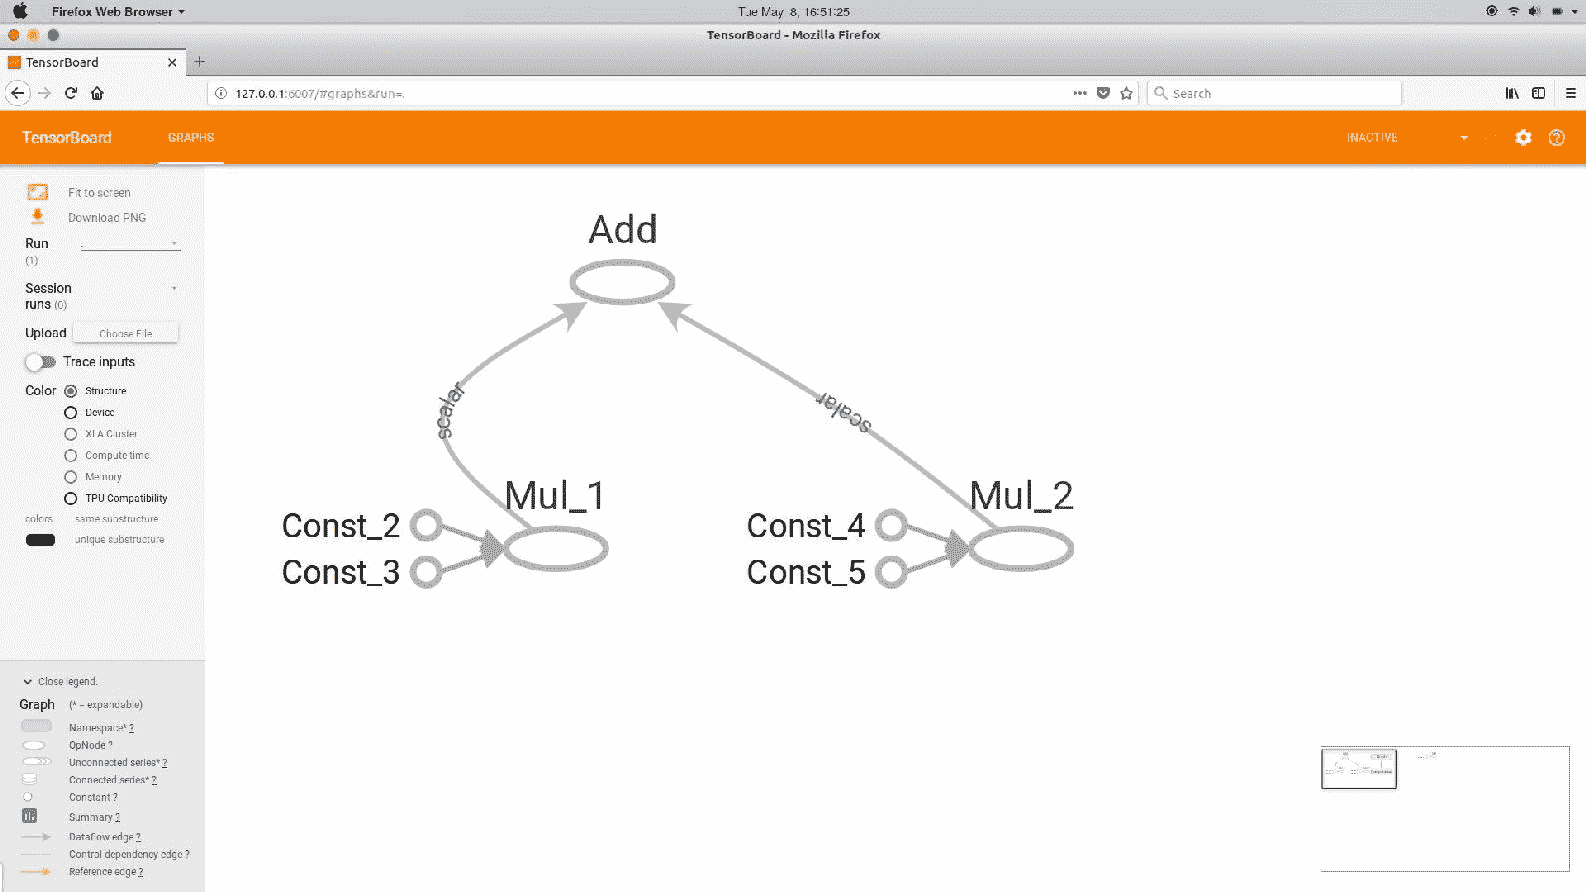 Firefox Web Browser
Tue May 8, 16:51:25
TensorBoard - Mozilla Firefox
TensorBoard
127.0.0.1:6007/#graphs&run=.
Search
TensorBoard
GRAPHS
INACTIVE
Fit to screen
Download PNG
Run
(1)
.
Session
runs (0)
Upload
Choose File
Trace inputs
Color
Structure
Device
XLA Cluster
Compute time
Memory
TPU Compatibility
colors
same substructure
unique substructure
Close legend.
Graph
(* = expandable)
Namespace* ?
OpNode ?
Unconnected series* ?
Connected series* ?
Constant ?
Summary ?
Dataflow edge ?
Control dependency edge ?
Reference edge ?
Add
scalar
scalar
Mul_1
Mul_2
Const_2
Const_4
Const_3
Const_5